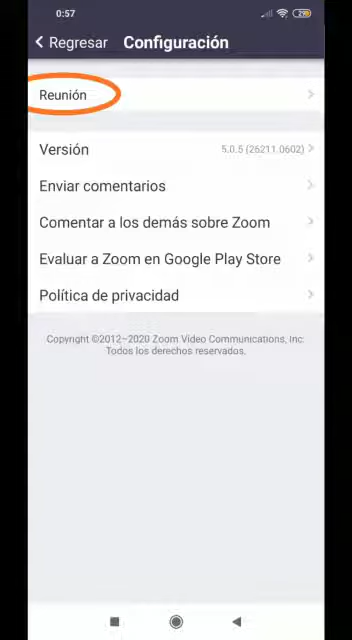 0:57
29
Regresar Configuración
Reunión
Versión 5.0.5 (26211.0602)
Enviar comentarios
Comentar a los demás sobre Zoom
Evaluar a Zoom en Google Play Store
Política de privacidad
Copyright ©2012–2020 Zoom Video Communications, Inc.
Todos los derechos reservados.